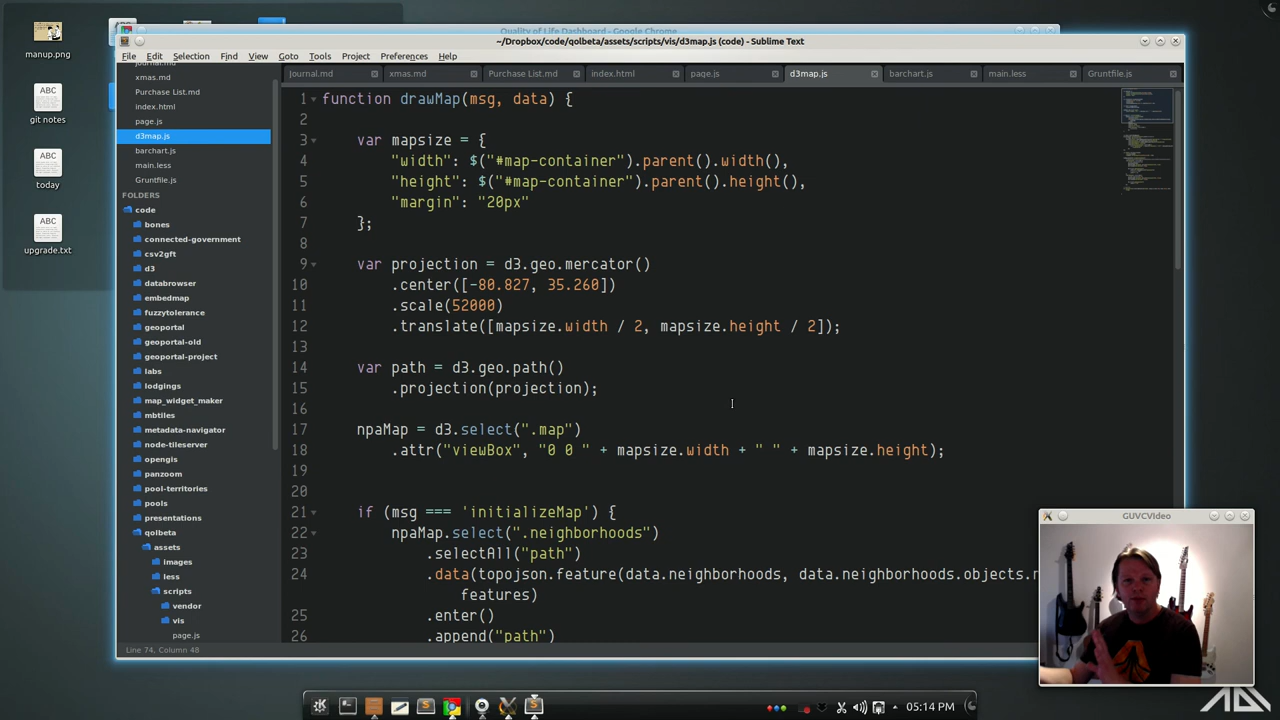 manup.png
ABC
git notes
ABC
today
ABC
upgrade.txt
Quality of Life Dashboard - Google Chrome
~/Dropbox/code/qolbeta/assets/scripts/vis/d3map.js (code) - Sublime Text
File Edit Selection Find View Goto Tools Project Preferences Help
Journal.md xmas.md Purchase List.md index.html page.js d3map.js barchart.js main.less Gruntfile.js
journal.md
xmas.md
Purchase List.md
index.html
page.js
d3map.js
barchart.js
main.less
Gruntfile.js
FOLDERS
code
bones
connected-government
csv2gft
d3
databrowser
embedmap
fuzzytolerance
geoportal
geoportal-old
geoportal-project
labs
lodgings
map_widget_maker
mbtiles
metadata-navigator
node-tileserver
opengis
panzoom
pool-territories
pools
presentations
qolbeta
assets
images
less
scripts
vendor
vis
page.js
1 function drawMap(msg, data) {
2
3 var mapsize = {
4 "width": $("#map-container").parent().width(),
5 "height": $("#map-container").parent().height(),
6 "margin": "20px"
7 };
8
9 var projection = d3.geo.mercator()
10 .center([-80.827, 35.260])
11 .scale(52000)
12 .translate([mapsize.width / 2, mapsize.height / 2]);
13
14 var path = d3.geo.path()
15 .projection(projection);
16
17 npaMap = d3.select(".map")
18 .attr("viewBox", "0 0 " + mapsize.width + " " + mapsize.height);
19
20
21 if (msg === 'initializeMap') {
22 npaMap.select(".neighborhoods")
23 .selectAll("path")
24 .data(topojson.feature(data.neighborhoods, data.neighborhoods.objects.
features)
25 .enter()
26 .append("path")
Line 74, Column 48
GUVCVideo
05:14 PM